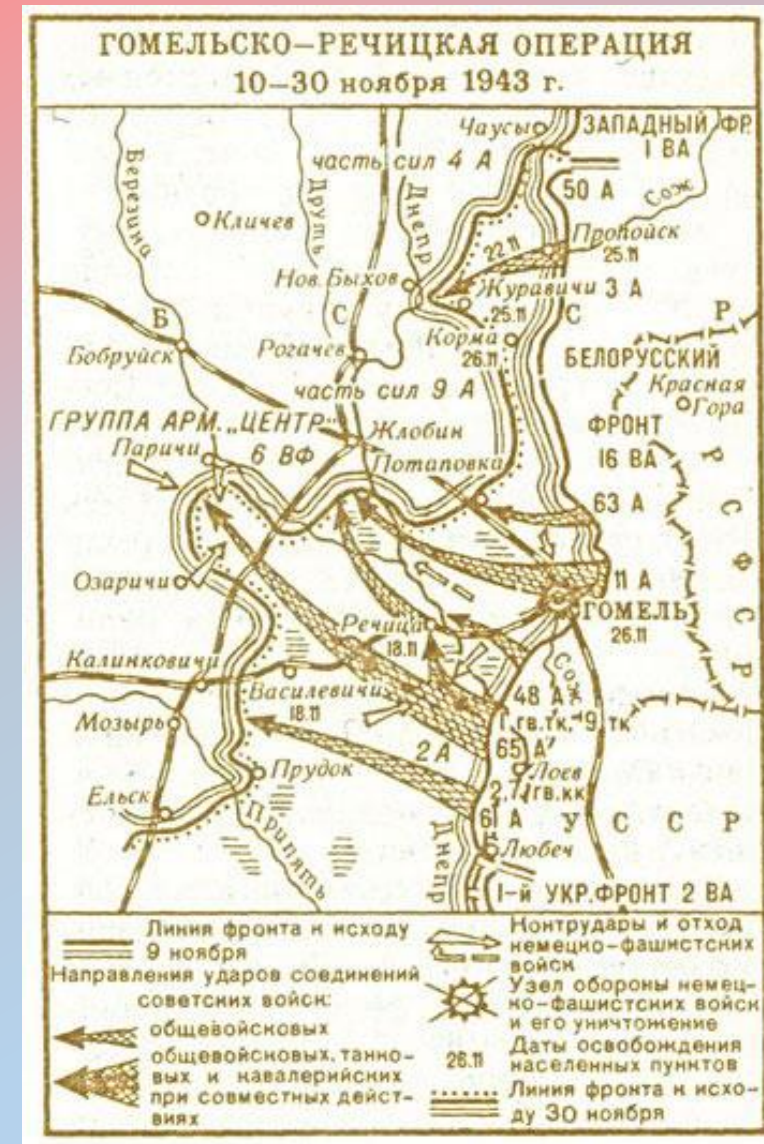 ГОМЕЛЬСКО–РЕЧИЦКАЯ ОПЕРАЦИЯ
10–30 ноября 1943 г.
Чаусы
ЗАПАДНЫЙ ФР.
1 ВА
часть сил 4 А
50 А
Сож
Березина
Друть
Днепр
Кличев
Пропойск
25.11
22.11
Нов. Быхов
Журавичи
25.11
3 А
Б
С
С
Р
Бобруйск
Рогачев
Корма
26.11
БЕЛОРУССКИЙ
ФРОНТ
16 ВА
Красная
Гора
часть сил 9 А
ГРУППА АРМ. „ЦЕНТР"
6 ВФ
Жлобин
Паричи
Потаповка
63 А
Р
С
Ф
С
Р
11 А
Озаричи
ГОМЕЛЬ
26.11
Речица
18.11
Сож
Калинковичи
Василевичи
18.11
48 А
1 гв.тк, 9 тк
Мозырь
2 А
65 А
Лоев
Прудок
2, 7 гв.кк
Ельск
61 А
У С С Р
Припять
Днепр
Любеч
1-й УКР.ФРОНТ 2 ВА
Линия фронта к исходу
9 ноября
Направления ударов соединений
советских войск:
общевойсковых
общевойсковых, танко-
вых и кавалерийских
при совместных дейст-
виях
Контрудары и отход
немецко-фашистских
войск
Узел обороны немец-
ко-фашистских войск
и его уничтожение
26.11
Даты освобождения
населенных пунктов
Линия фронта к исхо-
ду 30 ноября